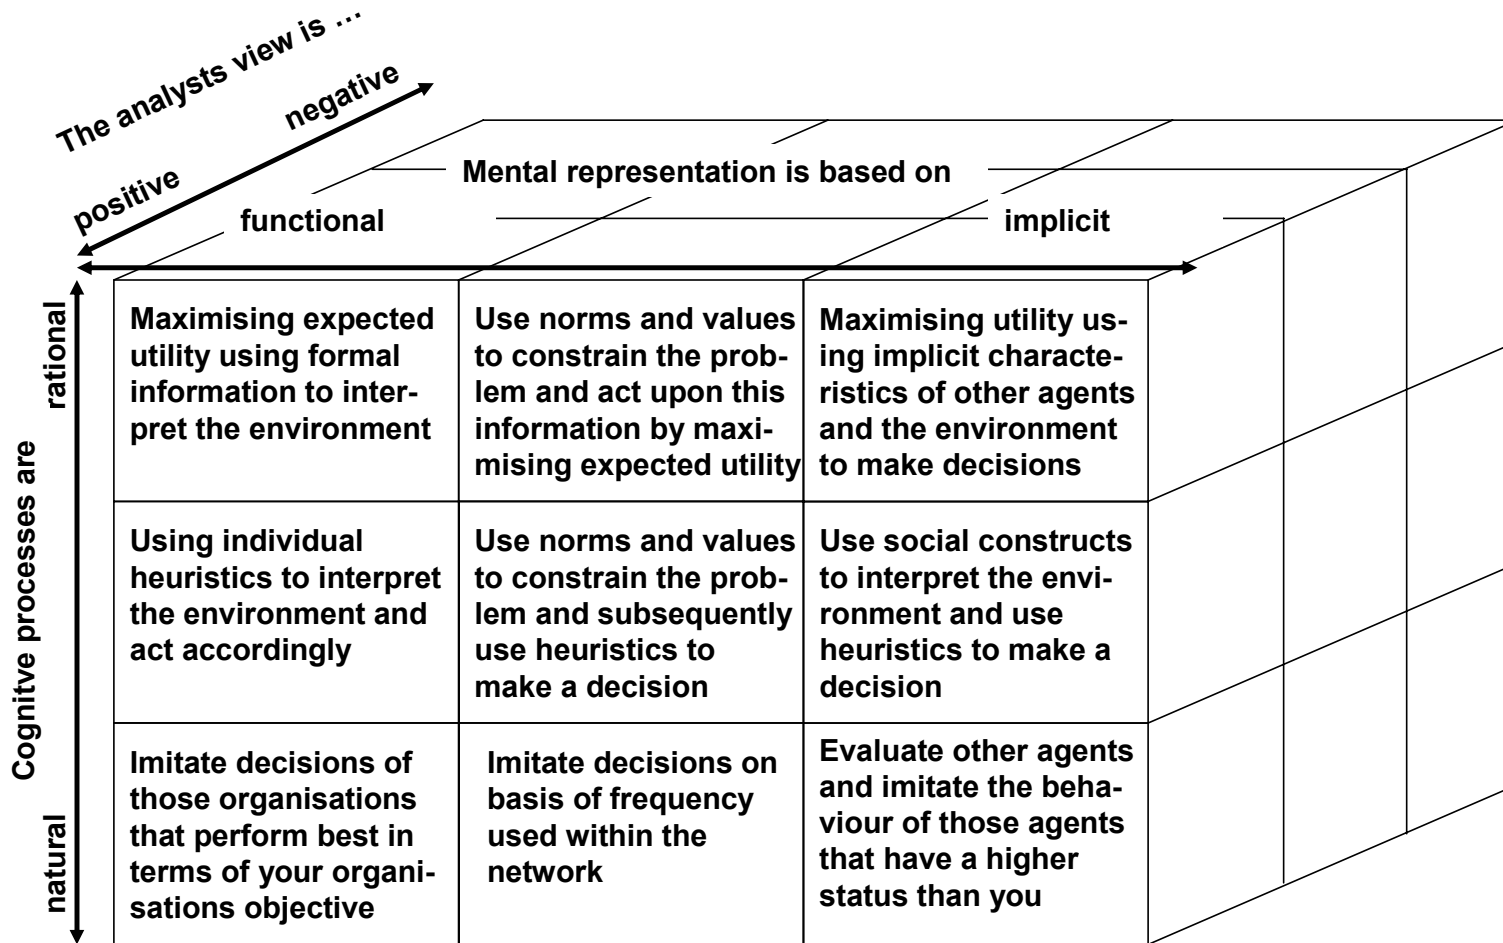 The analysts view is …
negative
positive
Mental representation is based on
functional
implicit
Cognitve processes are
rational
natural
Maximising expected
utility using formal
information to inter-
pret the environment
Use norms and values
to constrain the prob-
lem and act upon this
information by maxi-
mising expected utility
Maximising utility us-
ing implicit characte-
ristics of other agents
and the environment
to make decisions
Using individual
heuristics to interpret
the environment and
act accordingly
Use norms and values
to constrain the prob-
lem and subsequently
use heuristics to
make a decision
Use social constructs
to interpret the envi-
ronment and use
heuristics to make a
decision
Imitate decisions of
those organisations
that perform best in
terms of your organi-
sations objective
Imitate decisions on
basis of frequency
used within the
network
Evaluate other agents
and imitate the beha-
viour of those agents
that have a higher
status than you